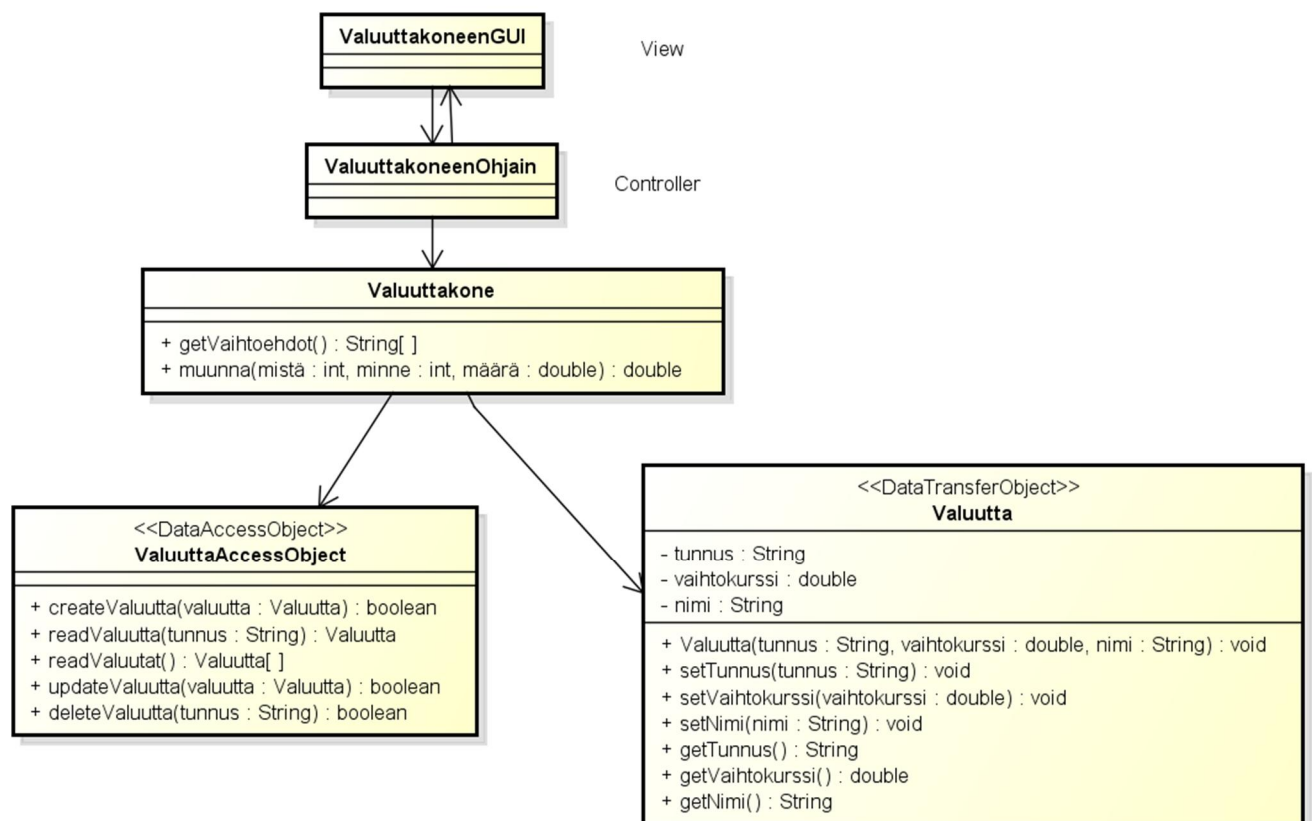 ValuuttakoneenGUI
View
ValuuttakoneenOhjain
Controller
Valuuttakone
+ getVaihtoehdot() : String[ ]
+ muunna(mistä : int, minne : int, määrä : double) : double
<<DataAccessObject>>
ValuuttaAccessObject
+ createValuutta(valuutta : Valuutta) : boolean
+ readValuutta(tunnus : String) : Valuutta
+ readValuutat() : Valuutta[ ]
+ updateValuutta(valuutta : Valuutta) : boolean
+ deleteValuutta(tunnus : String) : boolean
<<DataTransferObject>>
Valuutta
- tunnus : String
- vaihtokurssi : double
- nimi : String
+ Valuutta(tunnus : String, vaihtokurssi : double, nimi : String) : void
+ setTunnus(tunnus : String) : void
+ setVaihtokurssi(vaihtokurssi : double) : void
+ setNimi(nimi : String) : void
+ getTunnus() : String
+ getVaihtokurssi() : double
+ getNimi() : String